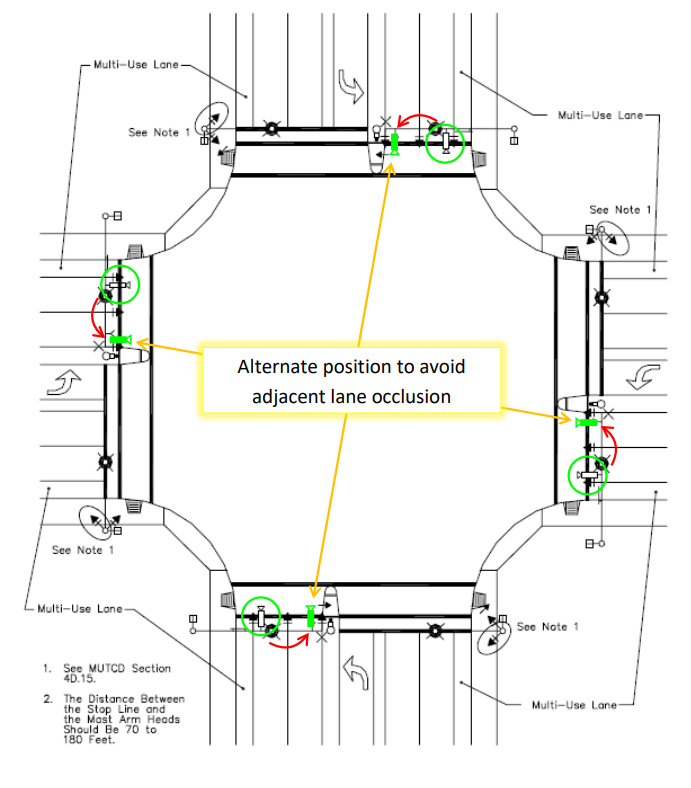 Multi-Use Lane
Multi-Use Lane
See Note 1
See Note 1
Alternate position to avoid
adjacent lane occlusion
See Note 1
Multi-Use Lane
See Note 1
1. See MUTCD Section
4D.15.
2. The Distance Between
the Stop Line and
the Mast Arm Heads
Should Be 70 to
180 Feet.
Multi-Use Lane